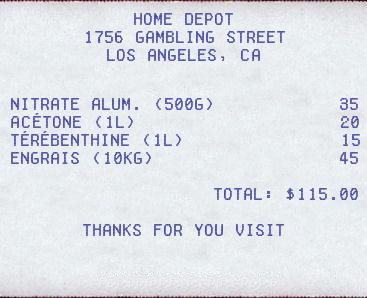 HOME DEPOT
1756 GAMBLING STREET
LOS ANGELES, CA
NITRATE ALUM. (500G) 35
ACÉTONE (1L) 20
TÉRÉBENTHINE (1L) 15
ENGRAIS (10KG) 45
TOTAL: $115.00
THANKS FOR YOU VISIT